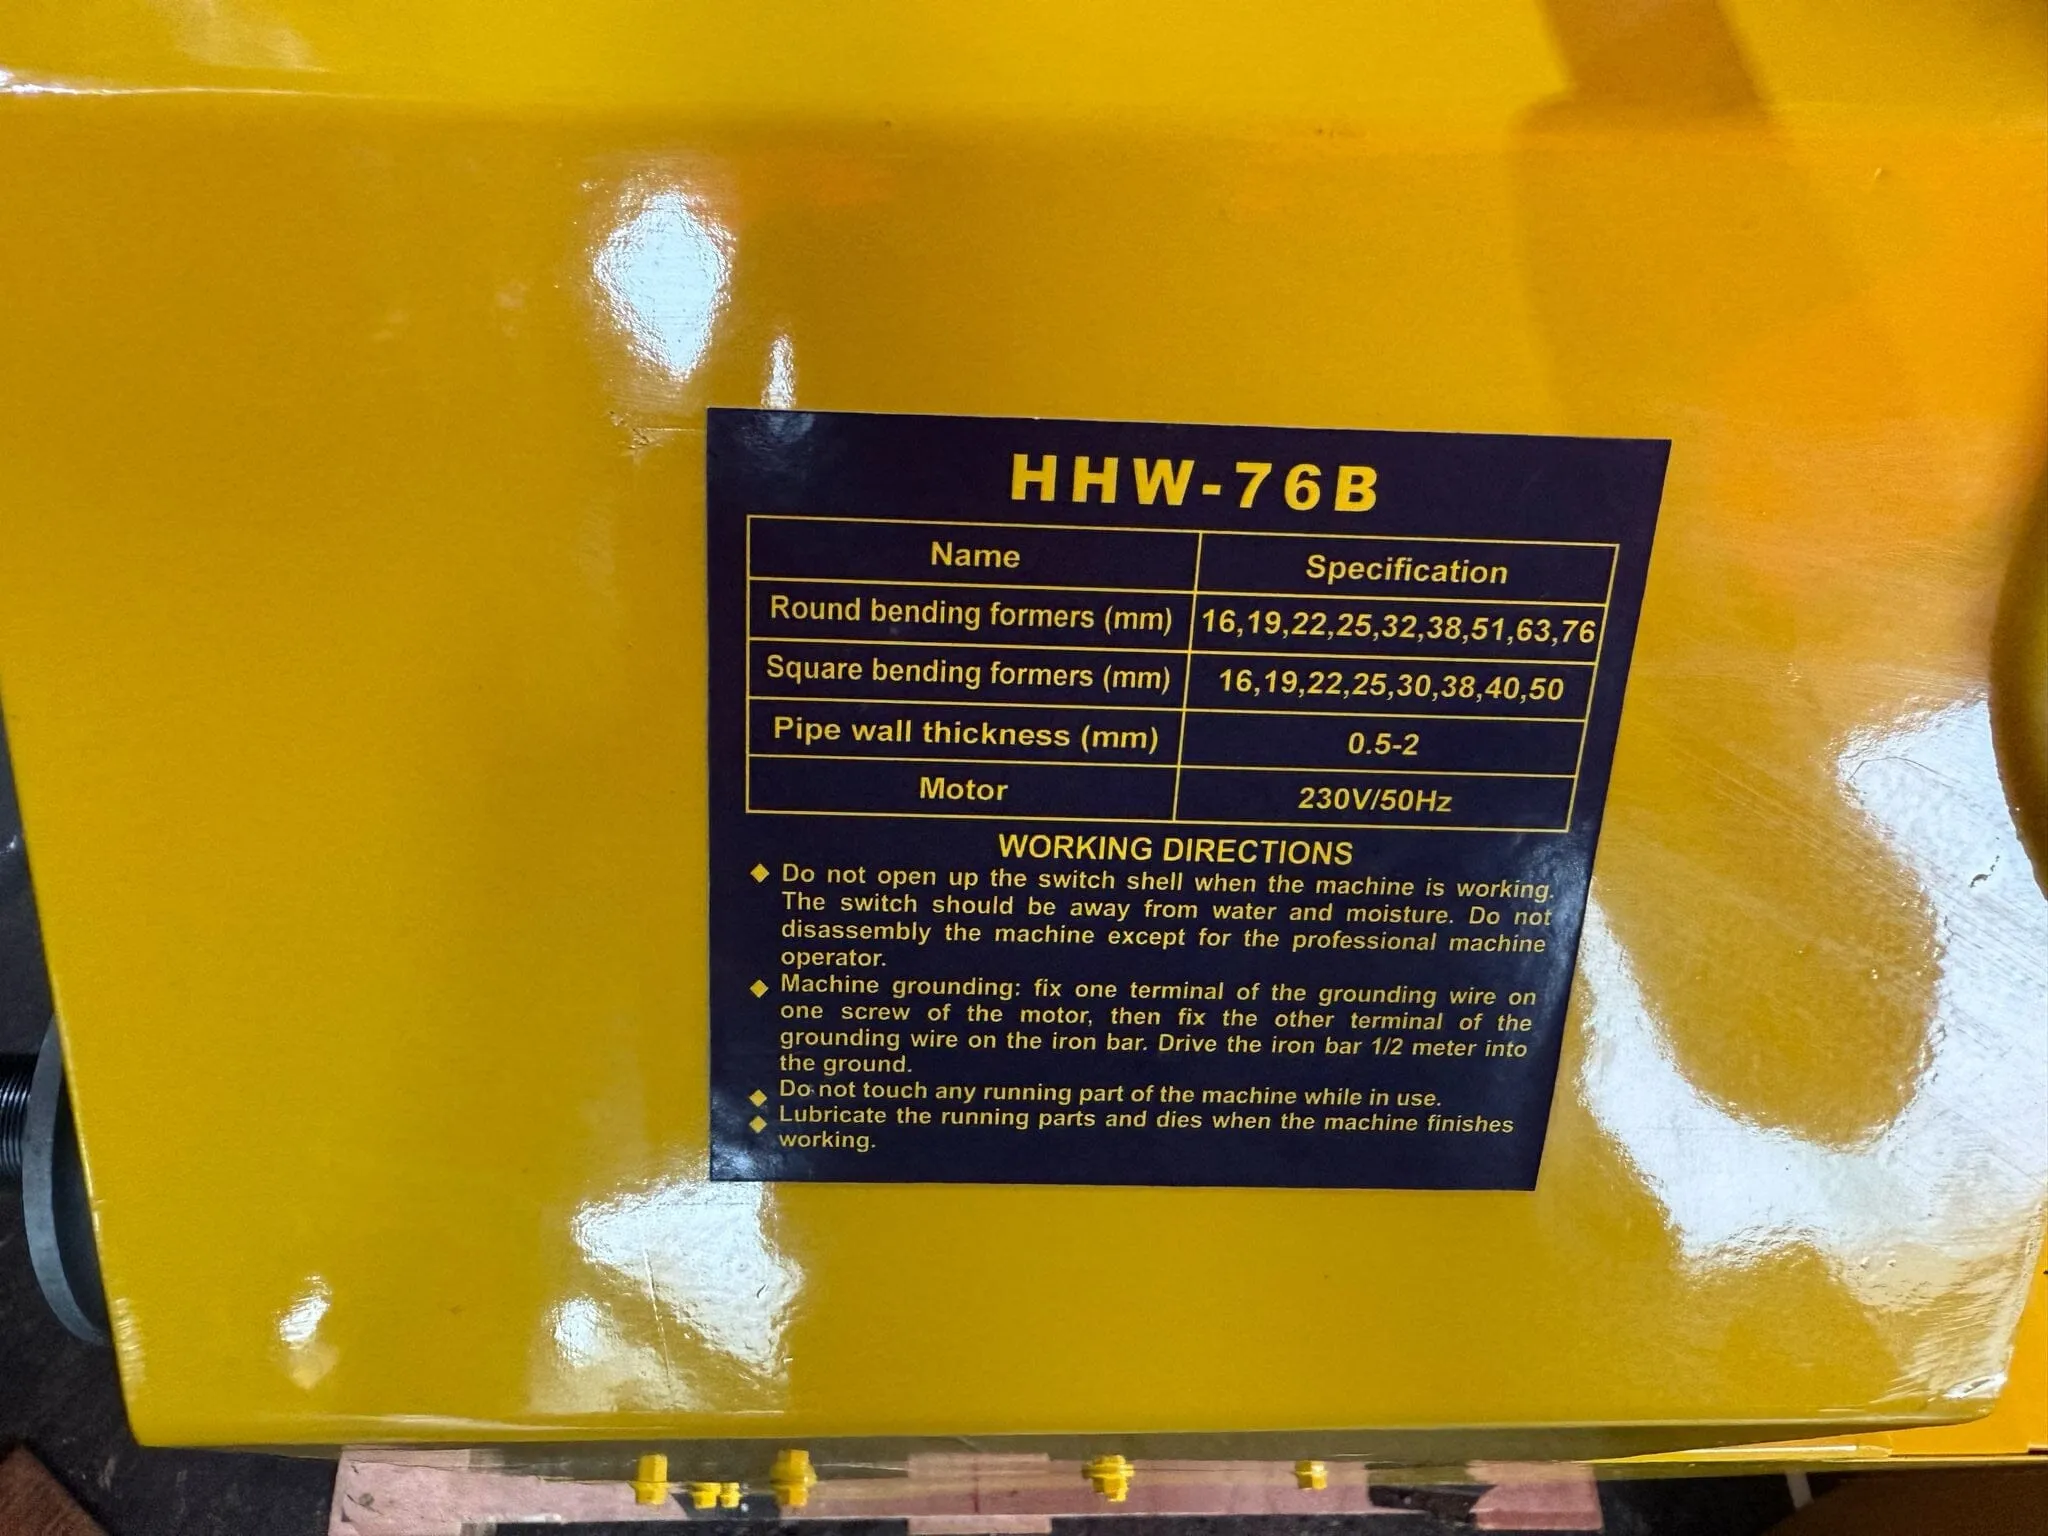 HHW-76B
Name Specification
Round bending formers (mm) 16,19,22,25,32,38,51,63,76
Square bending formers (mm) 16,19,22,25,30,38,40,50
Pipe wall thickness (mm) 0.5-2
Motor 230V/50Hz
WORKING DIRECTIONS
◆ Do not open up the switch shell when the machine is working.
The switch should be away from water and moisture. Do not
disassembly the machine except for the professional machine
operator.
◆ Machine grounding: fix one terminal of the grounding wire on
one screw of the motor, then fix the other terminal of the
grounding wire on the iron bar. Drive the iron bar 1/2 meter into
the ground.
◆ Do not touch any running part of the machine while in use.
◆ Lubricate the running parts and dies when the machine finishes
working.